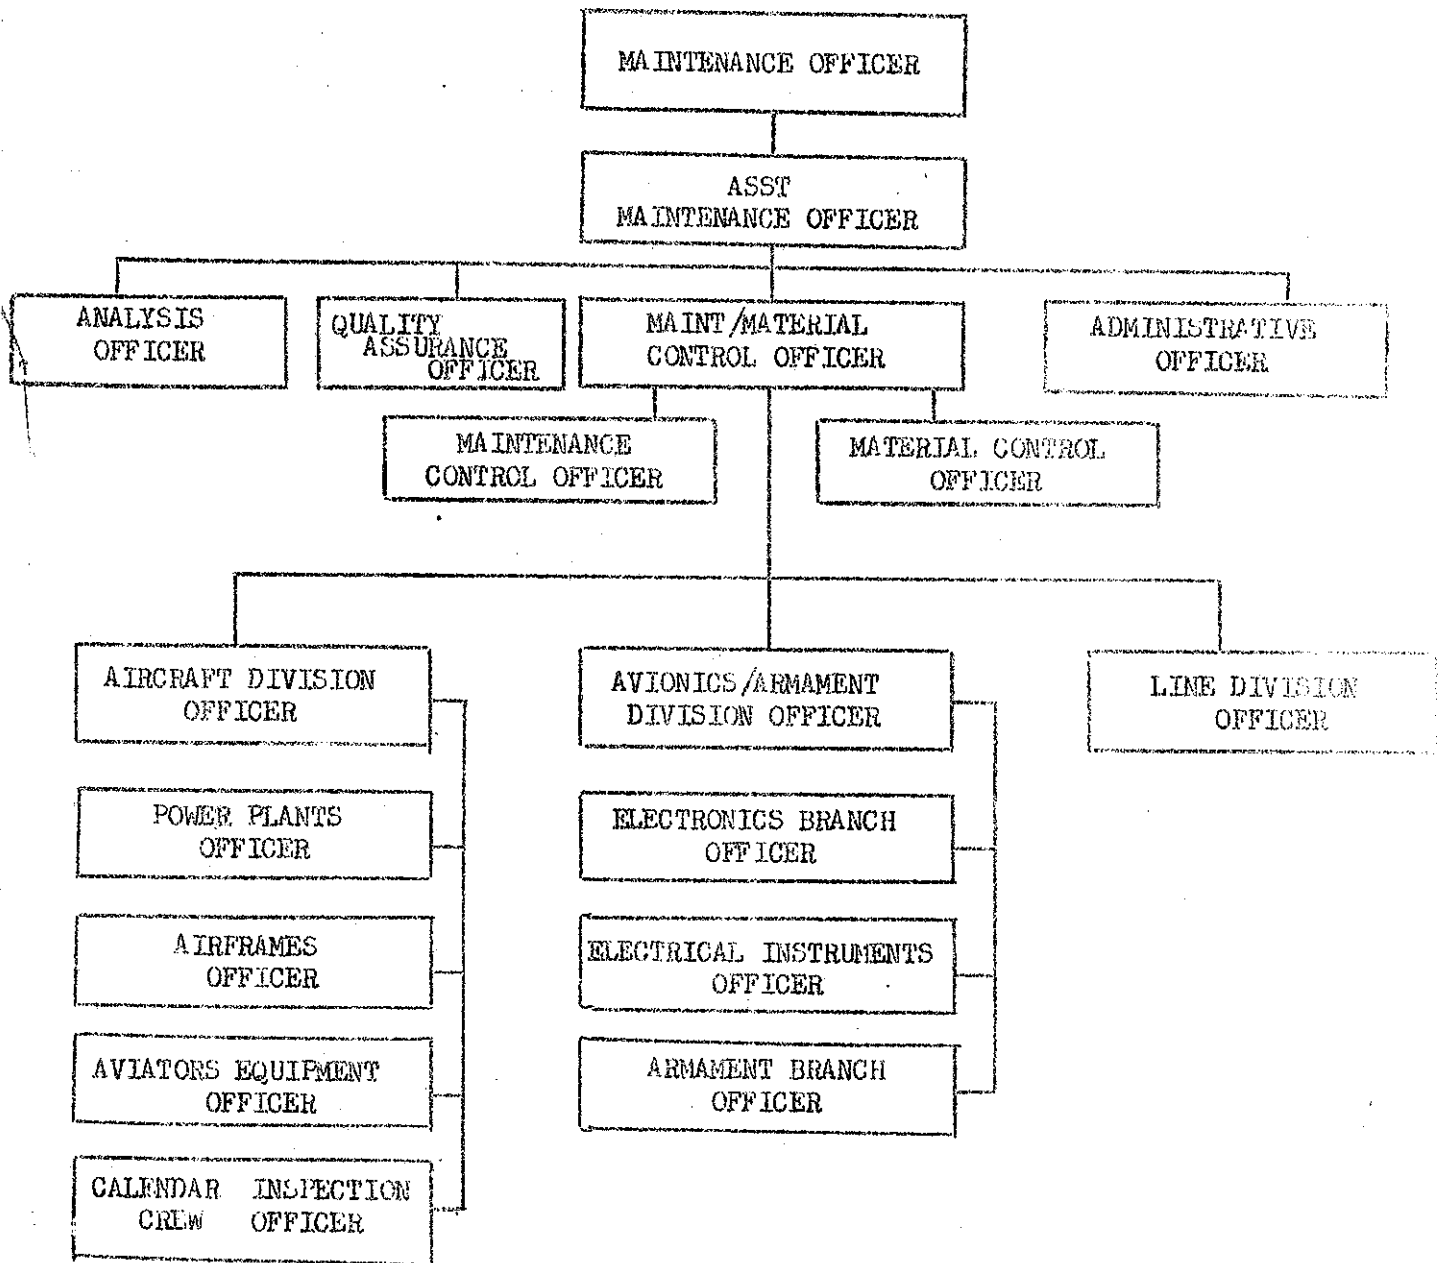 MAINTENANCE OFFICER
ASST
MAINTENANCE OFFICER
ANALYSIS
OFFICER
QUALITY
ASSURANCE
OFFICER
MAINT/MATERIAL
CONTROL OFFICER
ADMINISTRATIVE
OFFICER
MAINTENANCE
CONTROL OFFICER
MATERIAL CONTROL
OFFICER
AIRCRAFT DIVISION
OFFICER
AVIONICS/ARMAMENT
DIVISION OFFICER
LINE DIVISION
OFFICER
POWER PLANTS
OFFICER
ELECTRONICS BRANCH
OFFICER
AIRFRAMES
OFFICER
ELECTRICAL INSTRUMENTS
OFFICER
AVIATORS EQUIPMENT
OFFICER
ARMAMENT BRANCH
OFFICER
CALENDAR INSPECTION
CREW OFFICER